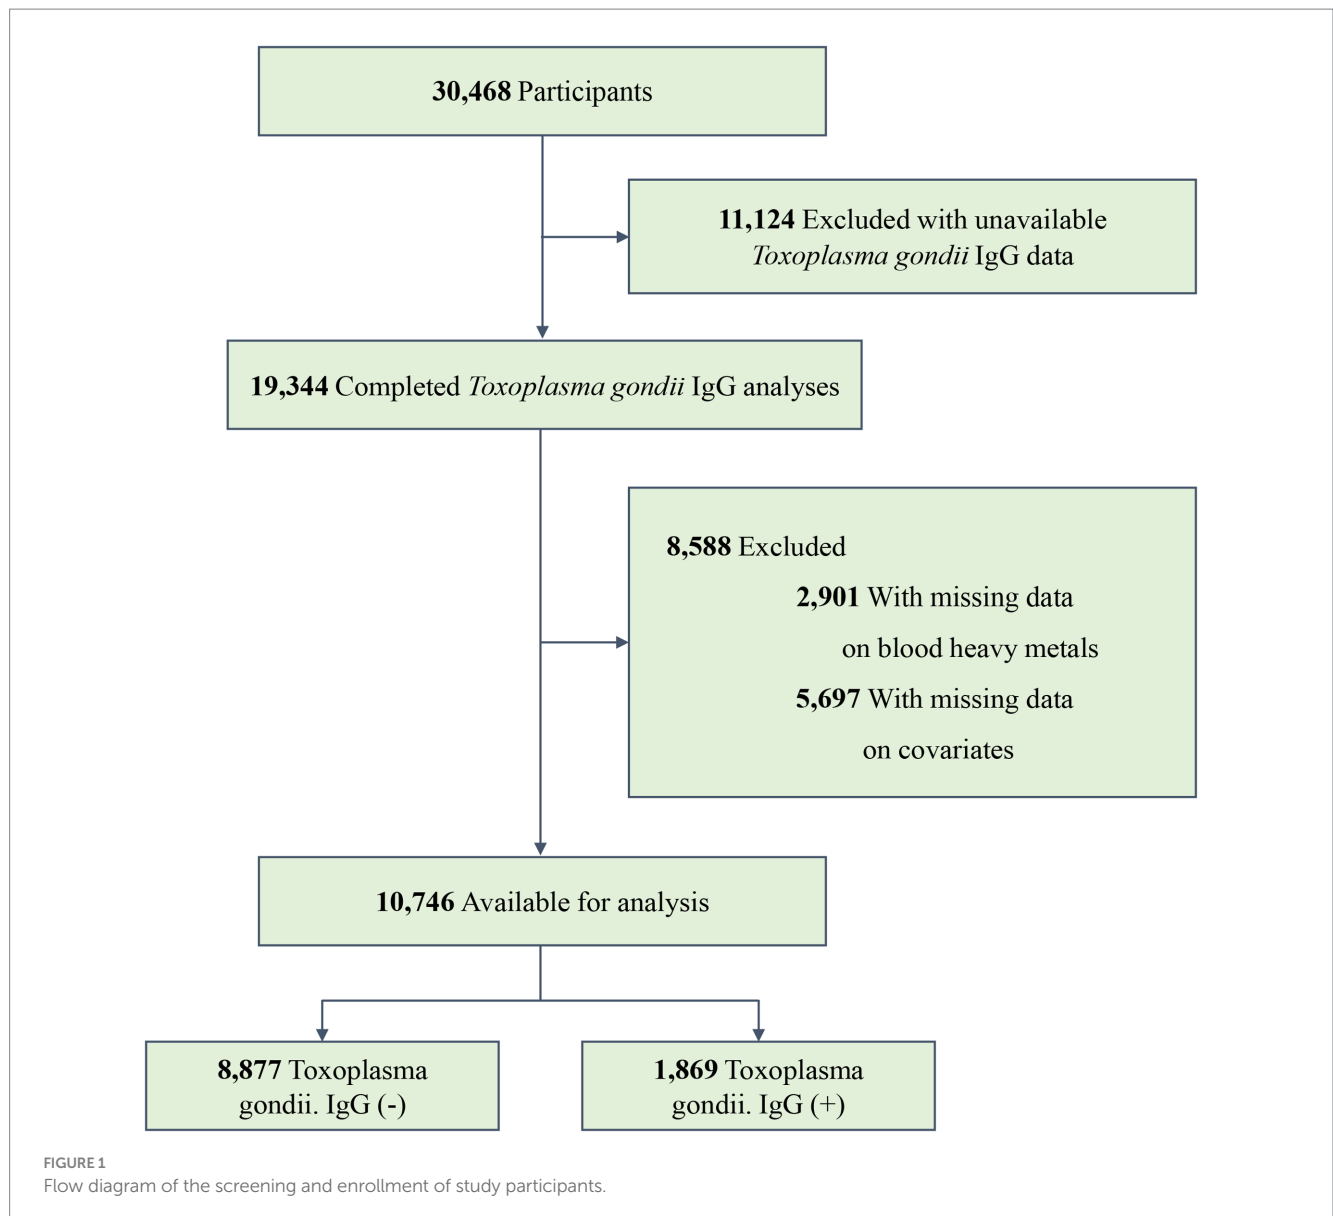 30,468 Participants
11,124 Excluded with unavailable
Toxoplasma gondii IgG data
19,344 Completed Toxoplasma gondii IgG analyses
8,588 Excluded
2,901 With missing data
on blood heavy metals
5,697 With missing data
on covariates
10,746 Available for analysis
8,877 Toxoplasma
gondii. IgG (-)
1,869 Toxoplasma
gondii. IgG (+)
FIGURE 1
Flow diagram of the screening and enrollment of study participants.